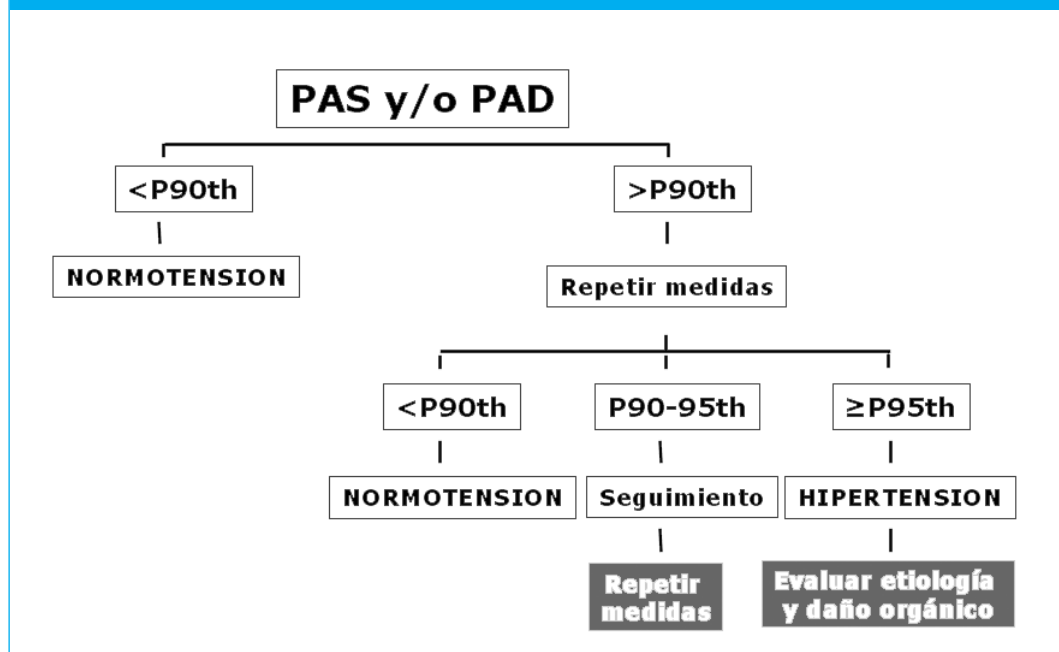 PAS y/o PAD
<P90th
>P90th
NORMOTENSION
Repetir medidas
<P90th
P90-95th
≥P95th
NORMOTENSION
Seguimiento
HIPERTENSION
Repetir
medidas
Evaluar etiología
y daño orgánico